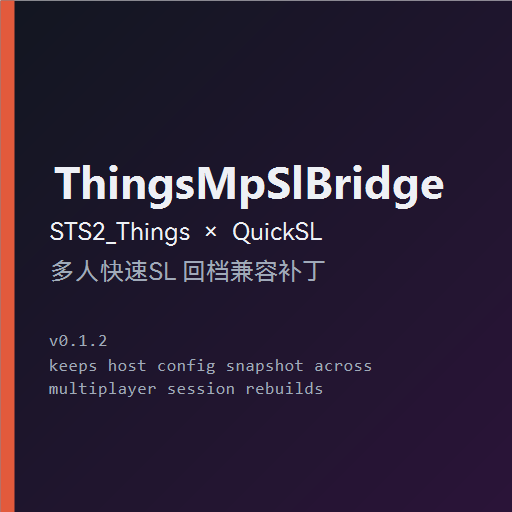 ThingsMpSlBridge
STS2_Things × QuickSL
多人快速SL 回档兼容补丁
v0.1.2
keeps host config snapshot across
multiplayer session rebuilds